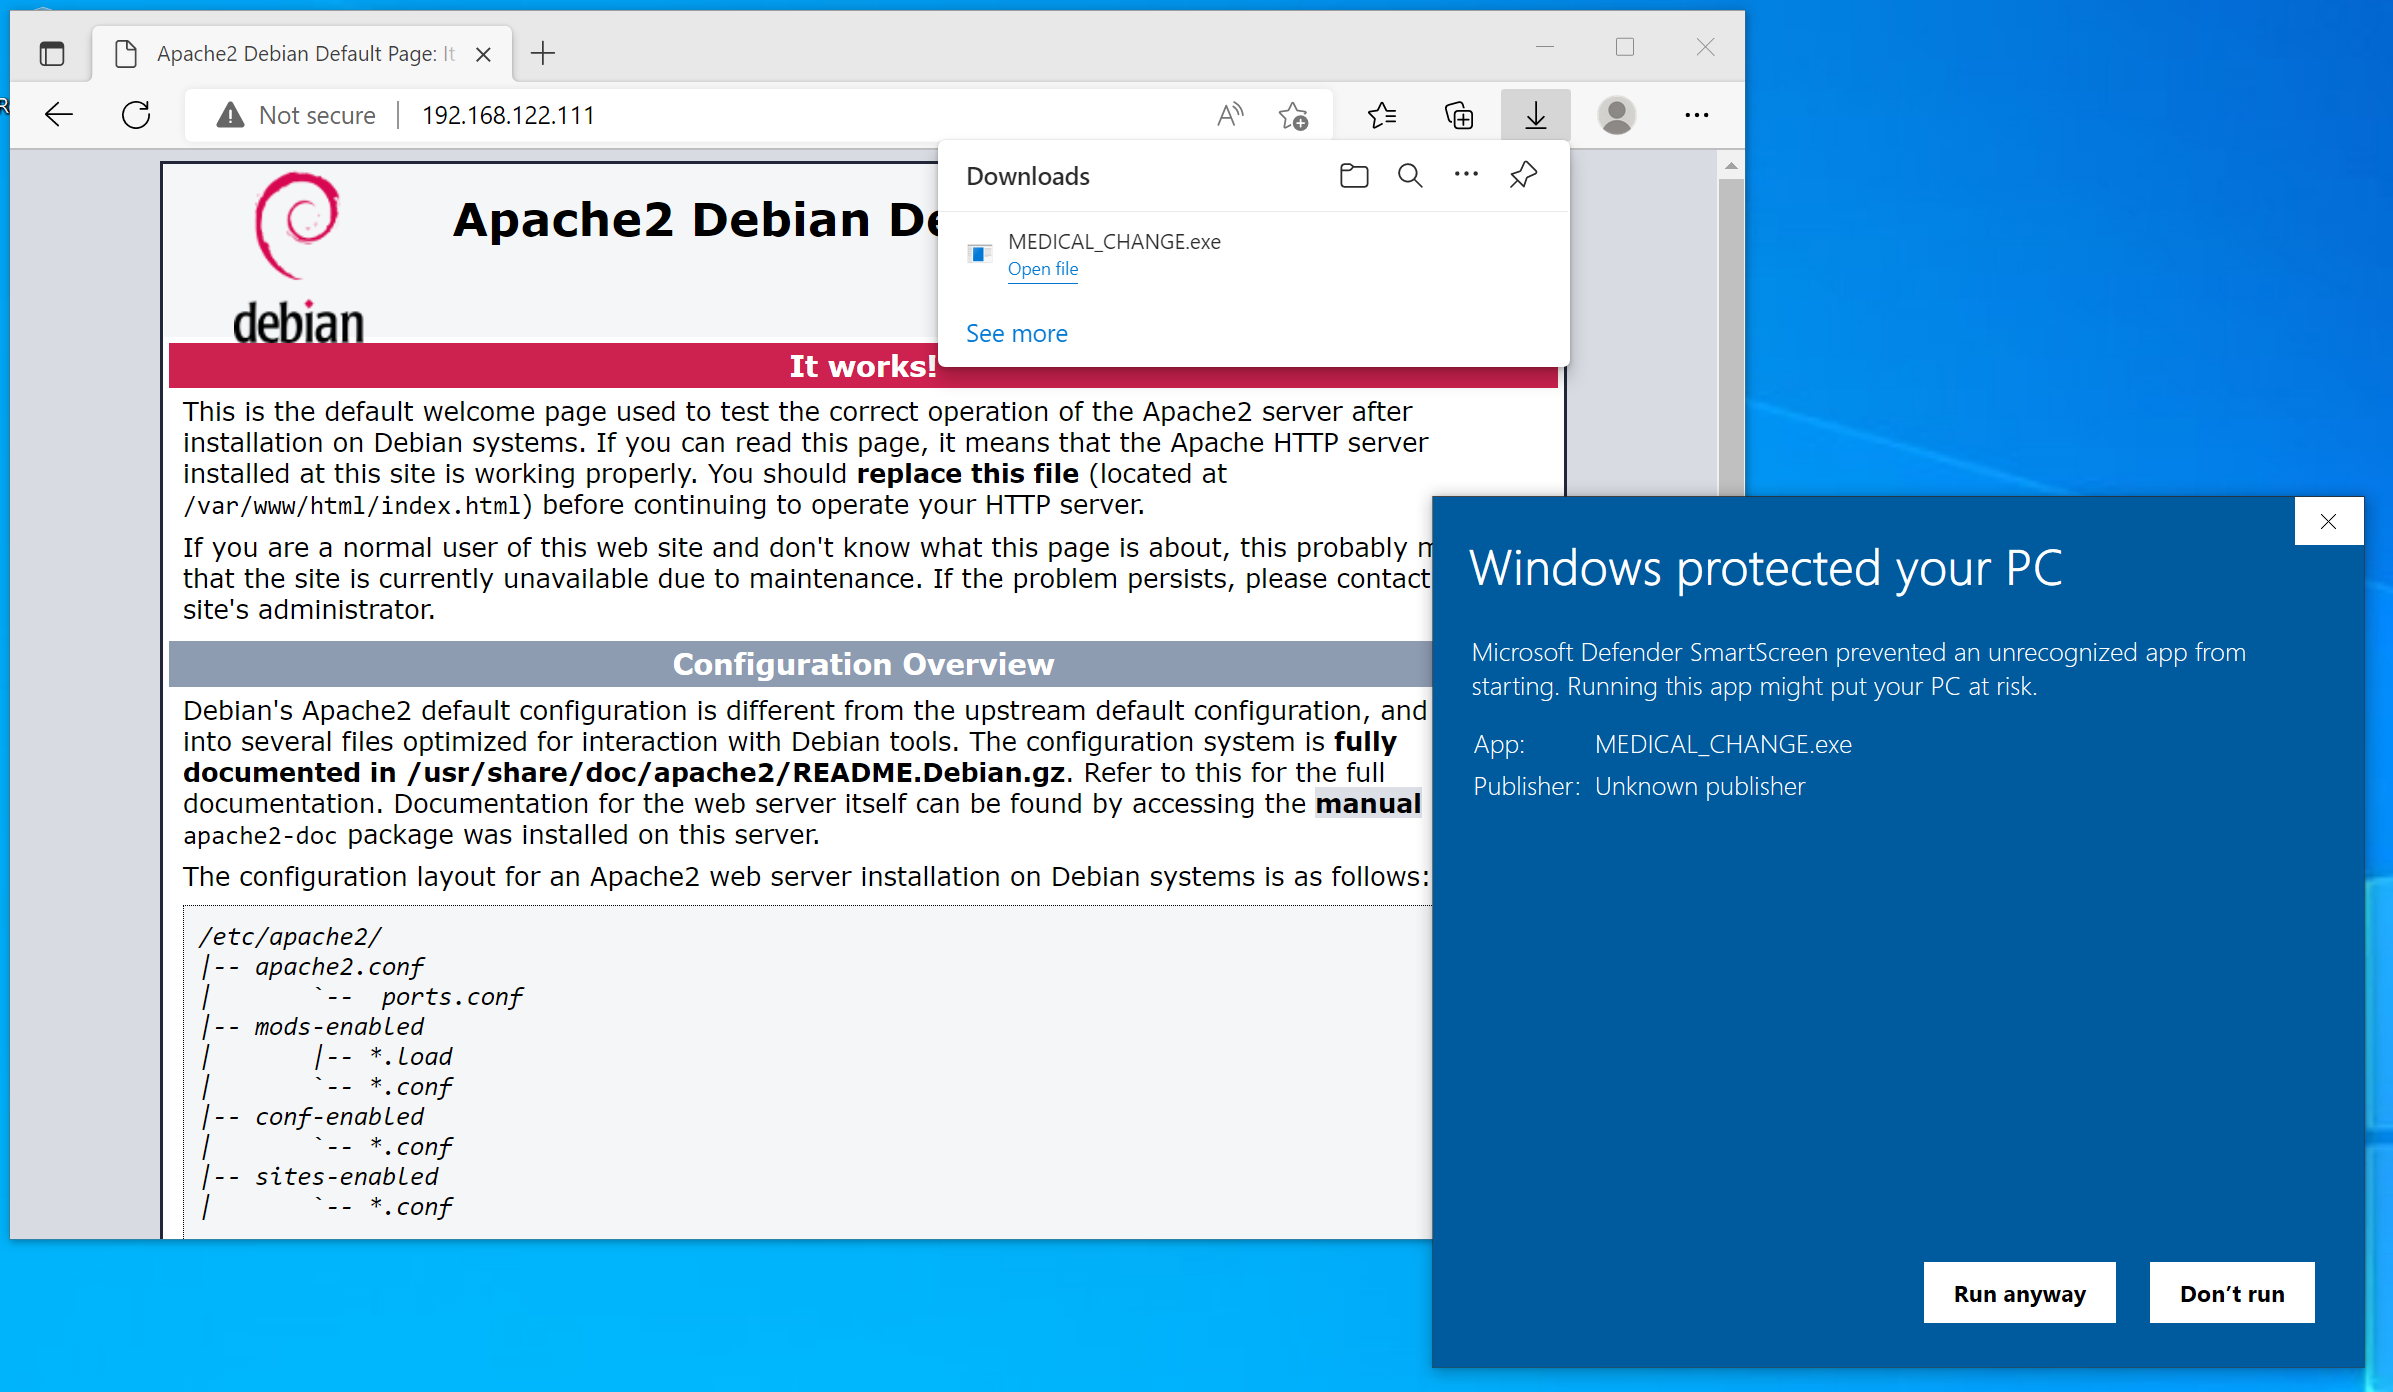 Apache2 Debian Default Page: It
Not secure
192.168.122.111
R
Downloads
MEDICAL_CHANGE.exe
Open file
See more
debian
Apache2 Debian De
It works!
This is the default welcome page used to test the correct operation of the Apache2 server after
installation on Debian systems. If you can read this page, it means that the Apache HTTP server
installed at this site is working properly. You should replace this file (located at
/var/www/html/index.html) before continuing to operate your HTTP server.
If you are a normal user of this web site and don't know what this page is about, this probably m
that the site is currently unavailable due to maintenance. If the problem persists, please contact
site's administrator.
Configuration Overview
Debian's Apache2 default configuration is different from the upstream default configuration, and
into several files optimized for interaction with Debian tools. The configuration system is fully
documented in /usr/share/doc/apache2/README.Debian.gz. Refer to this for the full
documentation. Documentation for the web server itself can be found by accessing the manual
apache2-doc package was installed on this server.
The configuration layout for an Apache2 web server installation on Debian systems is as follows:
/etc/apache2/
|-- apache2.conf
|       `--  ports.conf
|-- mods-enabled
|       |-- *.load
|       `-- *.conf
|-- conf-enabled
|       `-- *.conf
|-- sites-enabled
|       `-- *.conf
Windows protected your PC
Microsoft Defender SmartScreen prevented an unrecognized app from
starting. Running this app might put your PC at risk.
App: MEDICAL_CHANGE.exe
Publisher: Unknown publisher
Run anyway
Don’t run